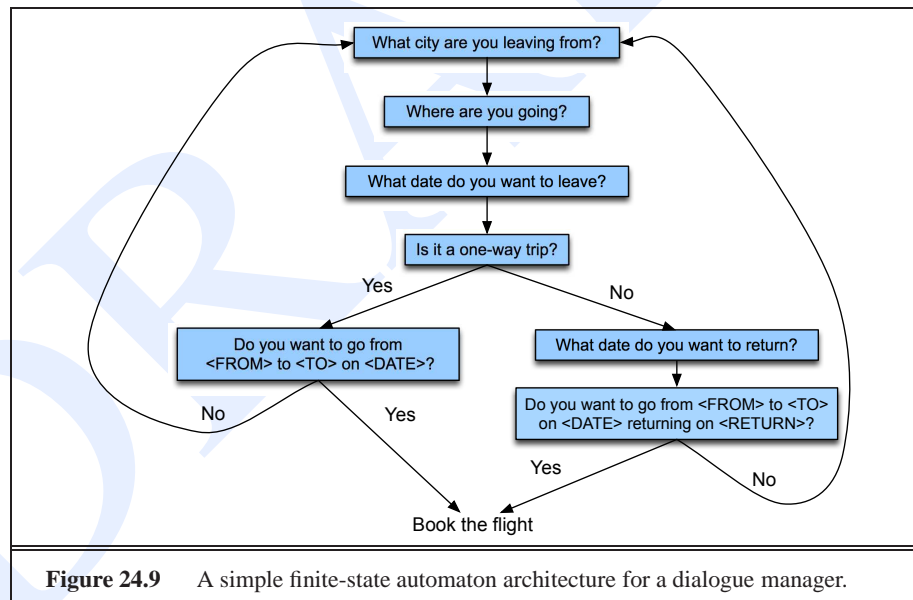 What city are you leaving from?
Where are you going?
What date do you want to leave?
Is it a one-way trip?
Yes
No
Do you want to go from
<FROM> to <TO> on <DATE>?
What date do you want to return?
Do you want to go from <FROM> to <TO>
on <DATE> returning on <RETURN>?
No
Yes
Yes
No
Book the flight
Figure 24.9 A simple finite-state automaton architecture for a dialogue manager.